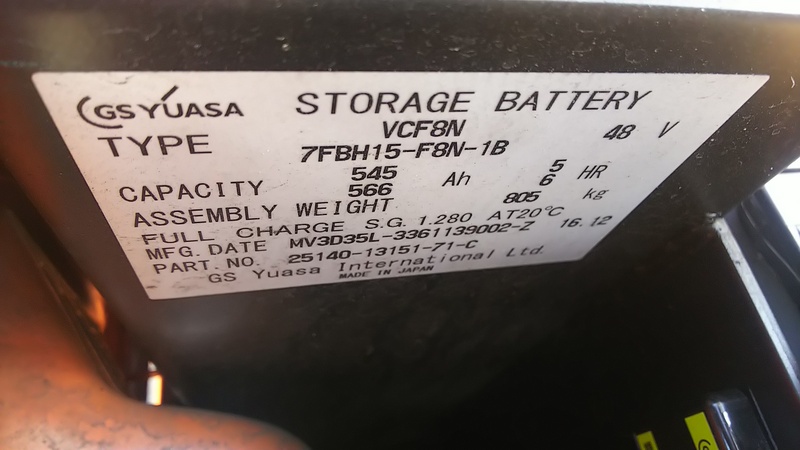 GS YUASA STORAGE BATTERY
TYPE VCF8N 48 V
7FBH15-F8N-1B
CAPACITY 545 Ah 5 HR
566 6
ASSEMBLY WEIGHT 805 kg
FULL CHARGE S.G. 1.280 AT20℃
MFG. DATE MV3D35L-3361139002-Z 16.12
PART. NO. 25140-13151-71-C
GS Yuasa International Ltd.
MADE IN JAPAN